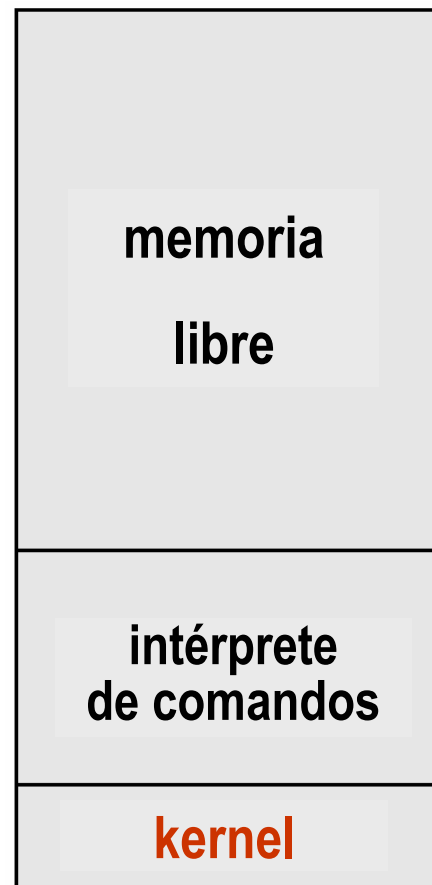 memoria
libre
intérprete
de comandos
kernel